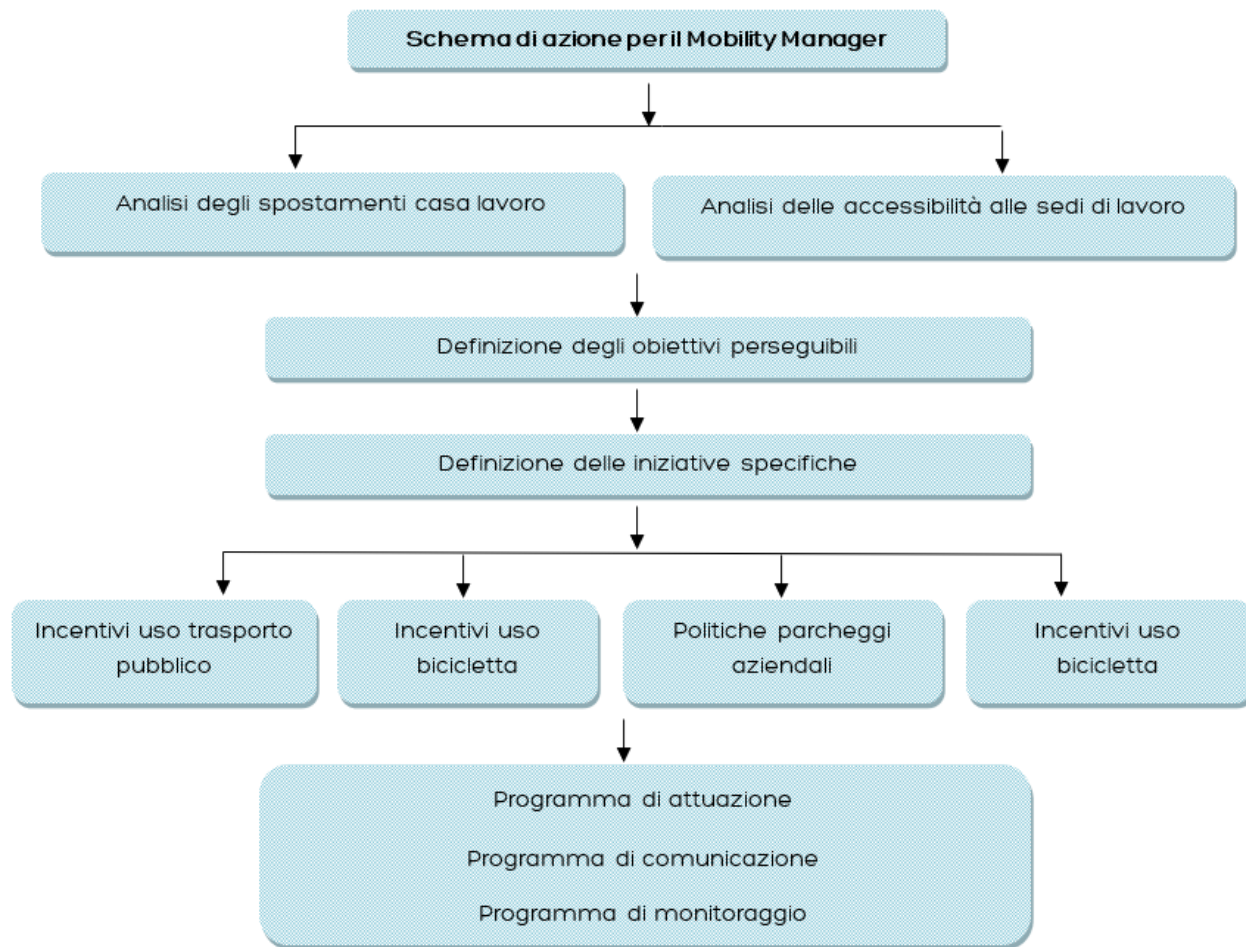 Schema di azione per il Mobility Manager
Analisi degli spostamenti casa lavoro
Analisi delle accessibilità alle sedi di lavoro
Definizione degli obiettivi perseguibili
Definizione delle iniziative specifiche
Incentivi uso trasporto
pubblico
Incentivi uso
bicicletta
Politiche parcheggi
aziendali
Incentivi uso
bicicletta
Programma di attuazione
Programma di comunicazione
Programma di monitoraggio